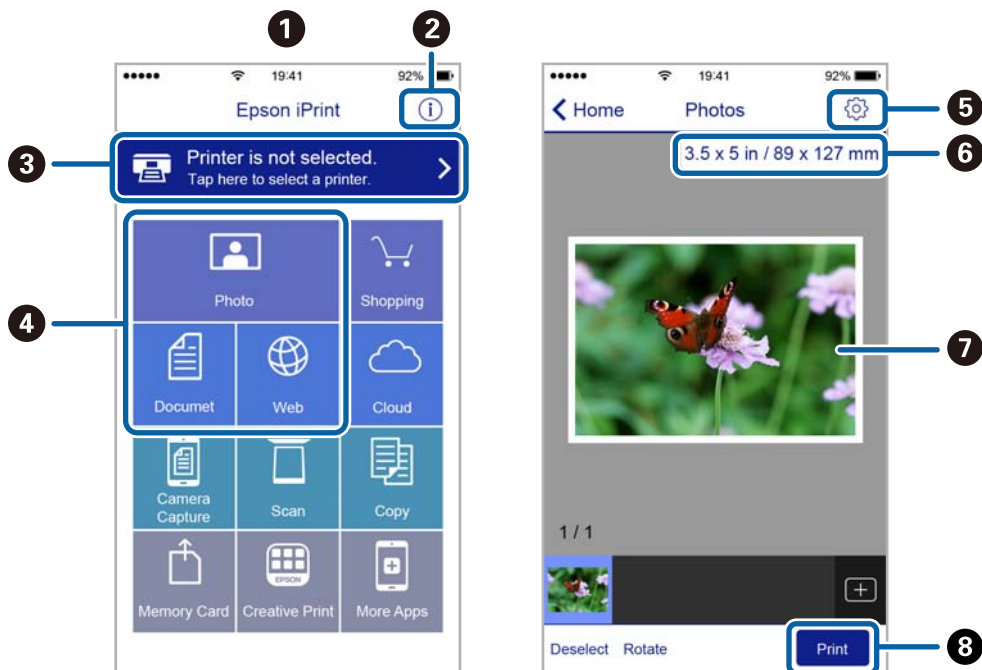 1
2
19:41
92%
Epson iPrint
i
3
Printer is not selected.
Tap here to select a printer.
4
Photo
Shopping
Documet
Web
Cloud
Camera
Capture
Scan
Copy
EPSON
Memory Card
Creative Print
More Apps
19:41
92%
Home
Photos
5
3.5 x 5 in / 89 x 127 mm
6
7
1 / 1
Deselect
Rotate
Print
8